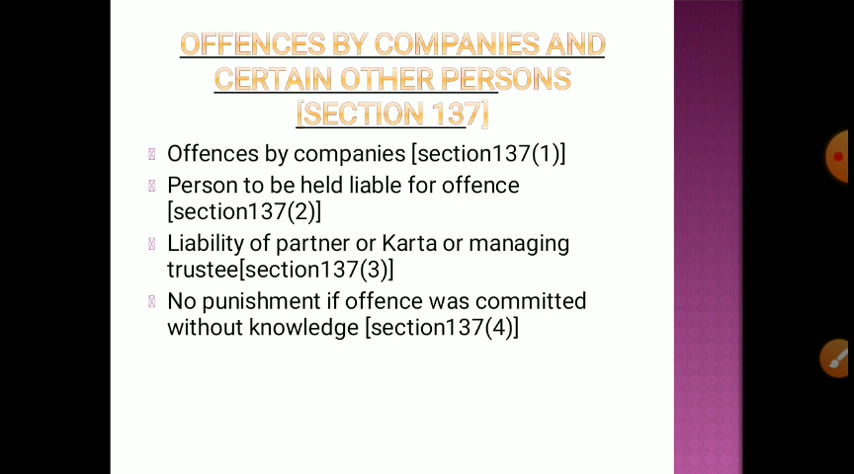 OFFENCES BY COMPANIES AND
CERTAIN OTHER PERSONS
[SECTION 137]
Offences by companies [section137(1)]
Person to be held liable for offence
[section137(2)]
Liability of partner or Karta or managing
trustee[section137(3)]
No punishment if offence was committed
without knowledge [section137(4)]